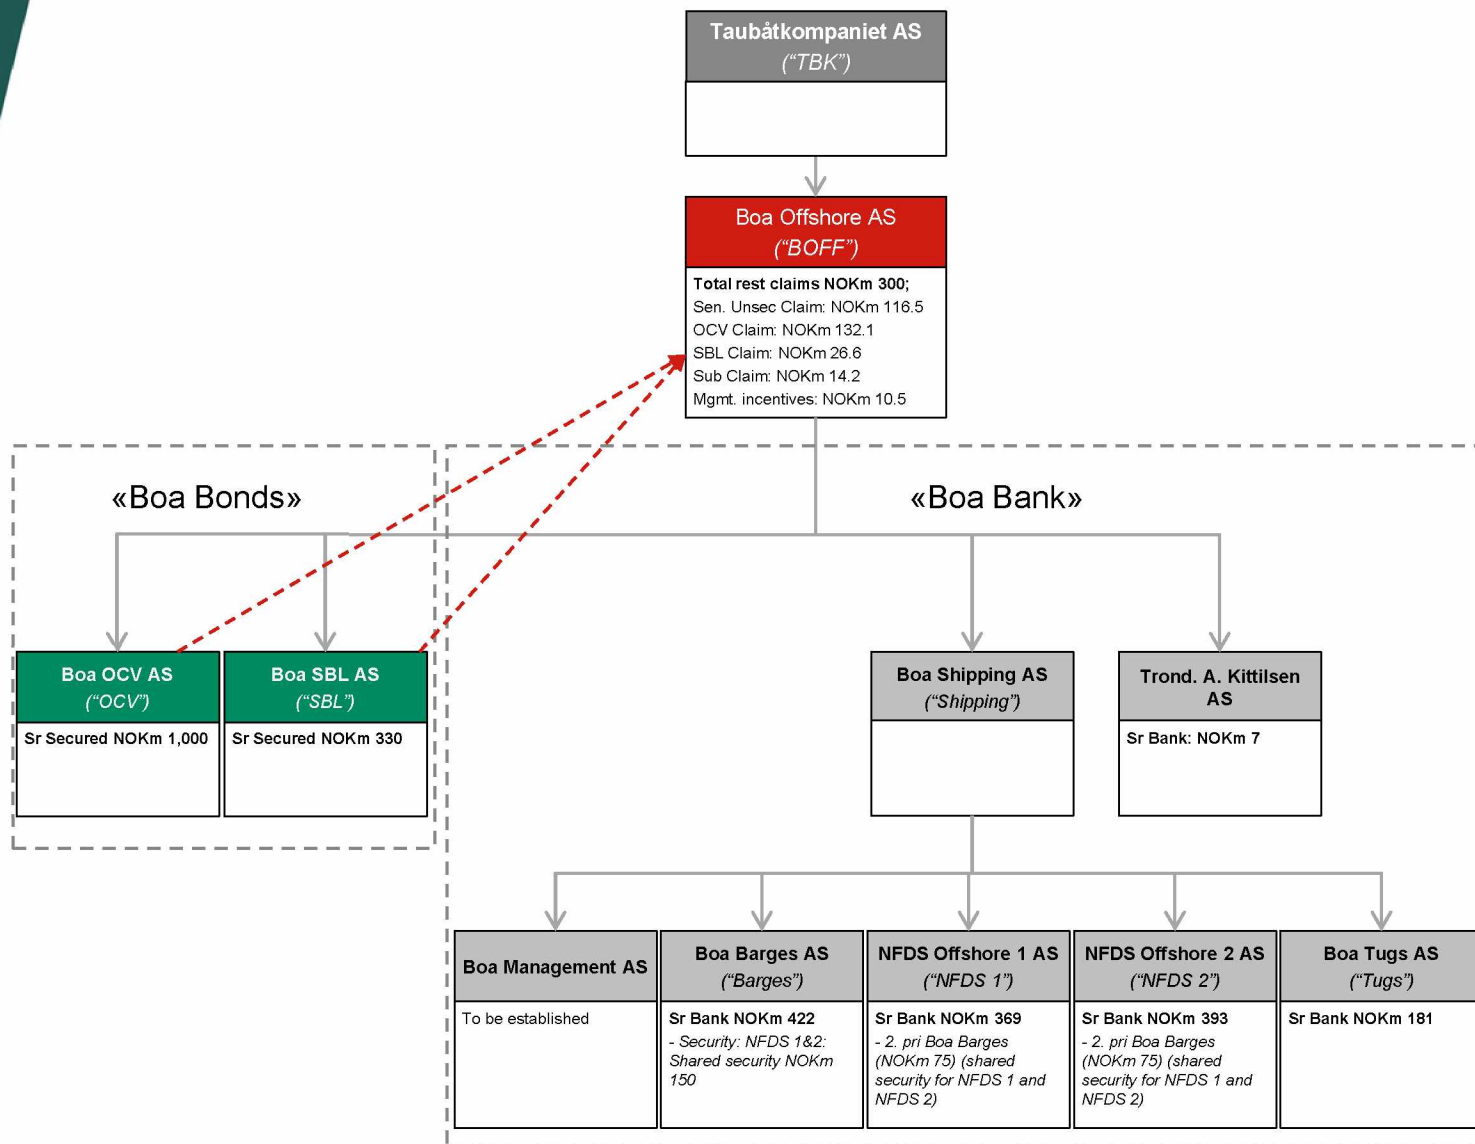 Taubåtkompaniet AS
(“TBK”)
Boa Offshore AS
(“BOFF”)
Total rest claims NOKm 300;
Sen. Unsec Claim: NOKm 116.5
OCV Claim: NOKm 132.1
SBL Claim: NOKm 26.6
Sub Claim: NOKm 14.2
Mgmt. incentives: NOKm 10.5
«Boa Bonds»
«Boa Bank»
Boa OCV AS
(“OCV”)
Sr Secured NOKm 1,000
Boa SBL AS
(“SBL”)
Sr Secured NOKm 330
Boa Shipping AS
(“Shipping”)
Trond. A. Kittilsen
AS
Sr Bank: NOKm 7
Boa Management AS
To be established
Boa Barges AS
(“Barges”)
Sr Bank NOKm 422
- Security: NFDS 1&2:
Shared security NOKm
150
NFDS Offshore 1 AS
(“NFDS 1”)
Sr Bank NOKm 369
- 2. pri Boa Barges
(NOKm 75) (shared
security for NFDS 1 and
NFDS 2)
NFDS Offshore 2 AS
(“NFDS 2”)
Sr Bank NOKm 393
- 2. pri Boa Barges
(NOKm 75) (shared
security for NFDS 1 and
NFDS 2)
Boa Tugs AS
(“Tugs”)
Sr Bank NOKm 181